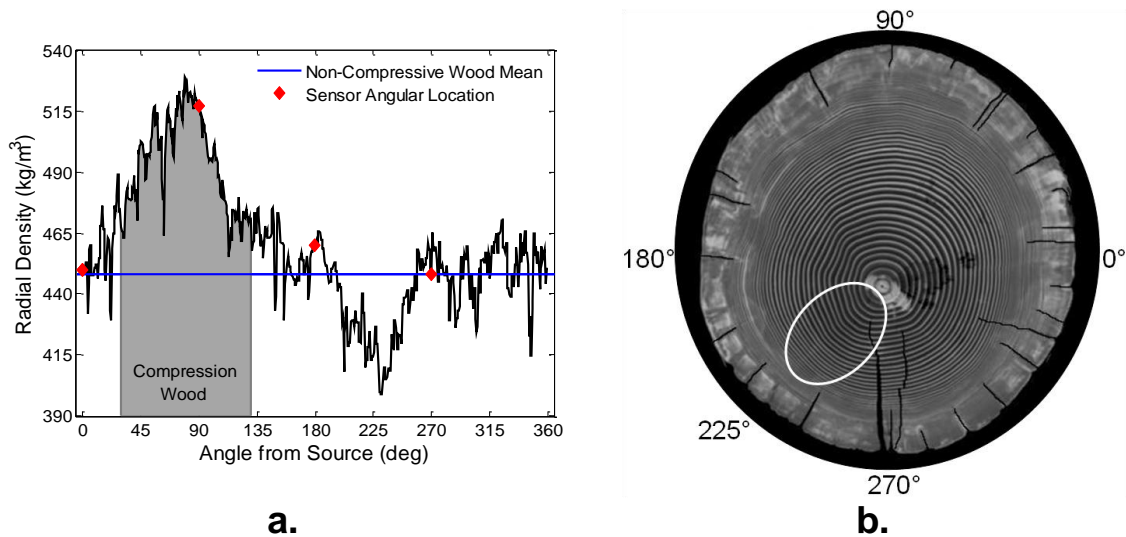 540
515
490
465
440
415
390
Radial Density (kg/m³)
Non-Compressive Wood Mean
Sensor Angular Location
Compression
Wood
0 45 90 135 180 225 270 315 360
Angle from Source (deg)
a.
90°
180°
0°
225°
270°
b.